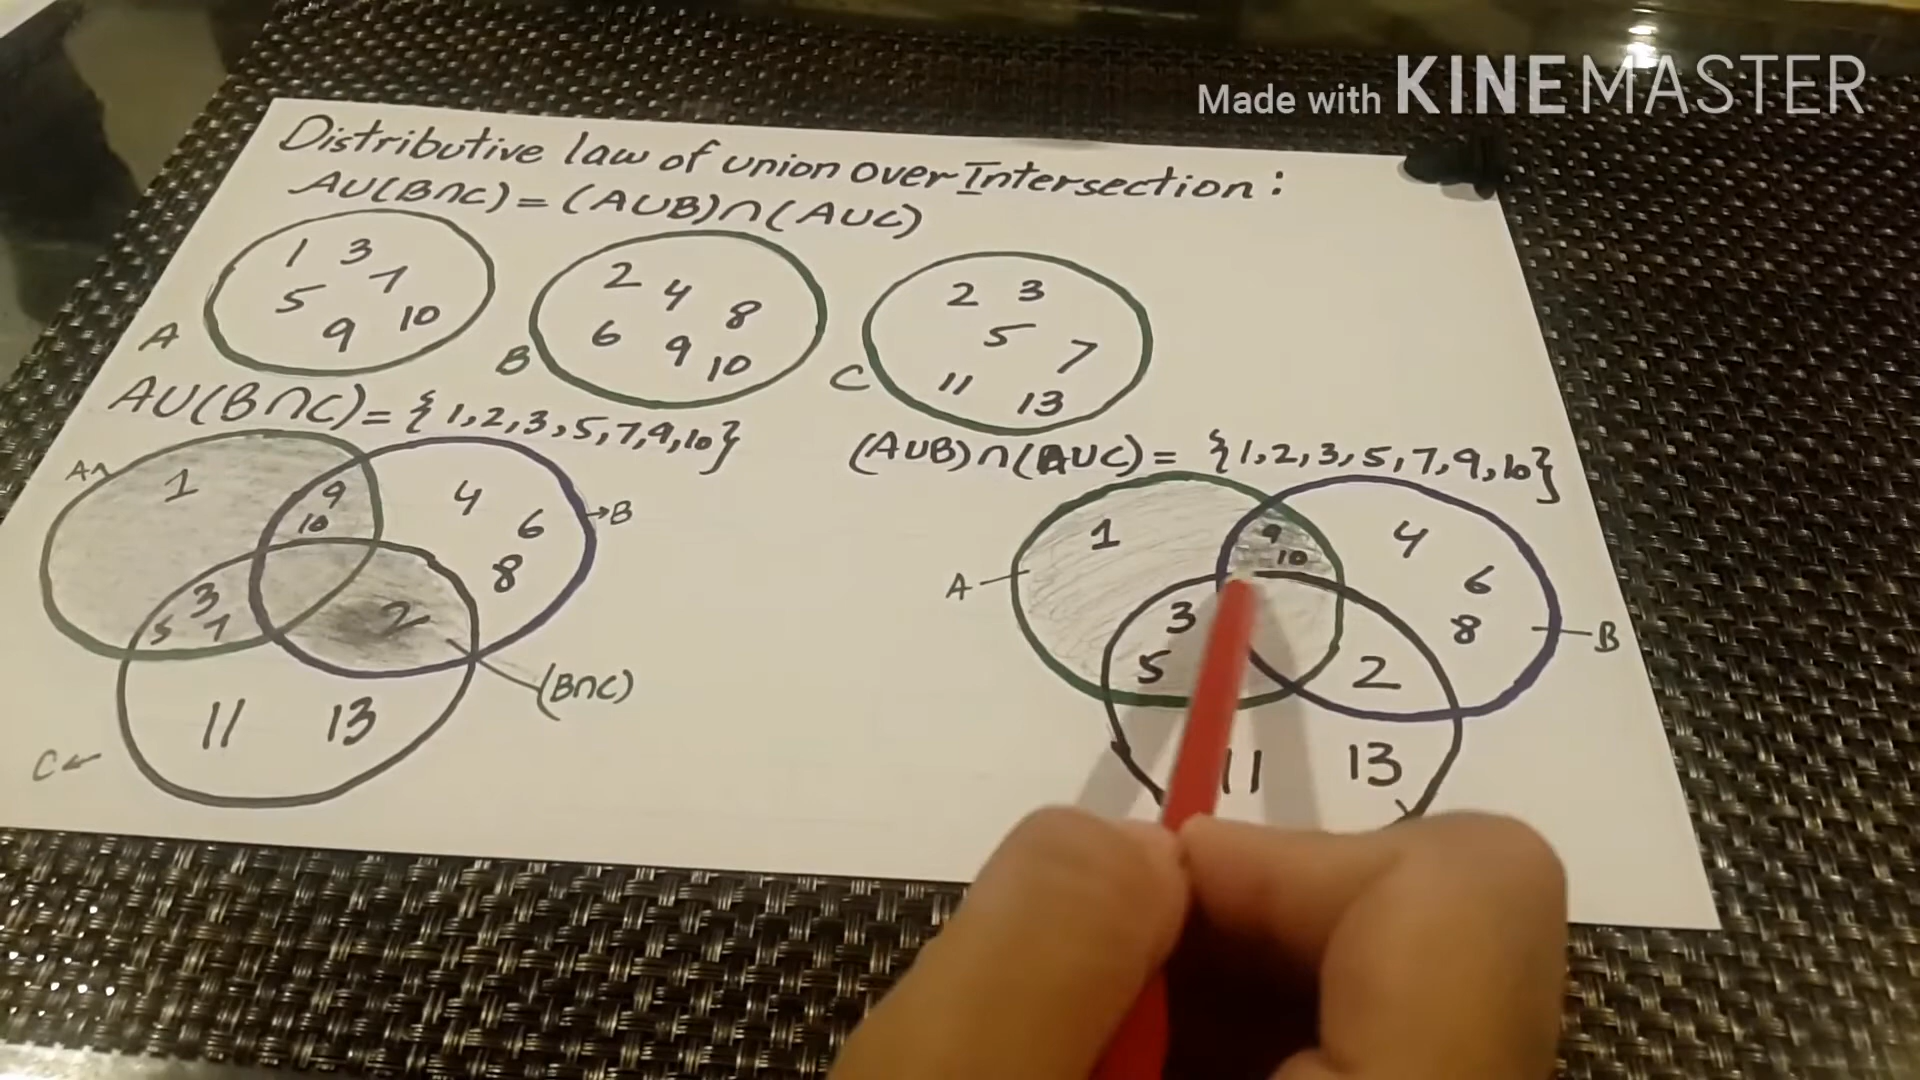 Made with KINEMASTER
Distributive law of union over Intersection:
AU(B∩C) = (AUB)∩(AUC)
1 3
7
5
9 10
A
2 4 8
6 9 10
B
2 3
5 7
11 13
C
AU(B∩C) = {1,2,3,5,7,9,10}
(AUB)∩(AUC) = {1,2,3,5,7,9,10}
A
1
9
10
4
6
8
B
3
5 7
2
(B∩C)
11 13
C
A
1
9
10
4
6
8
B
3
5
2
11 13